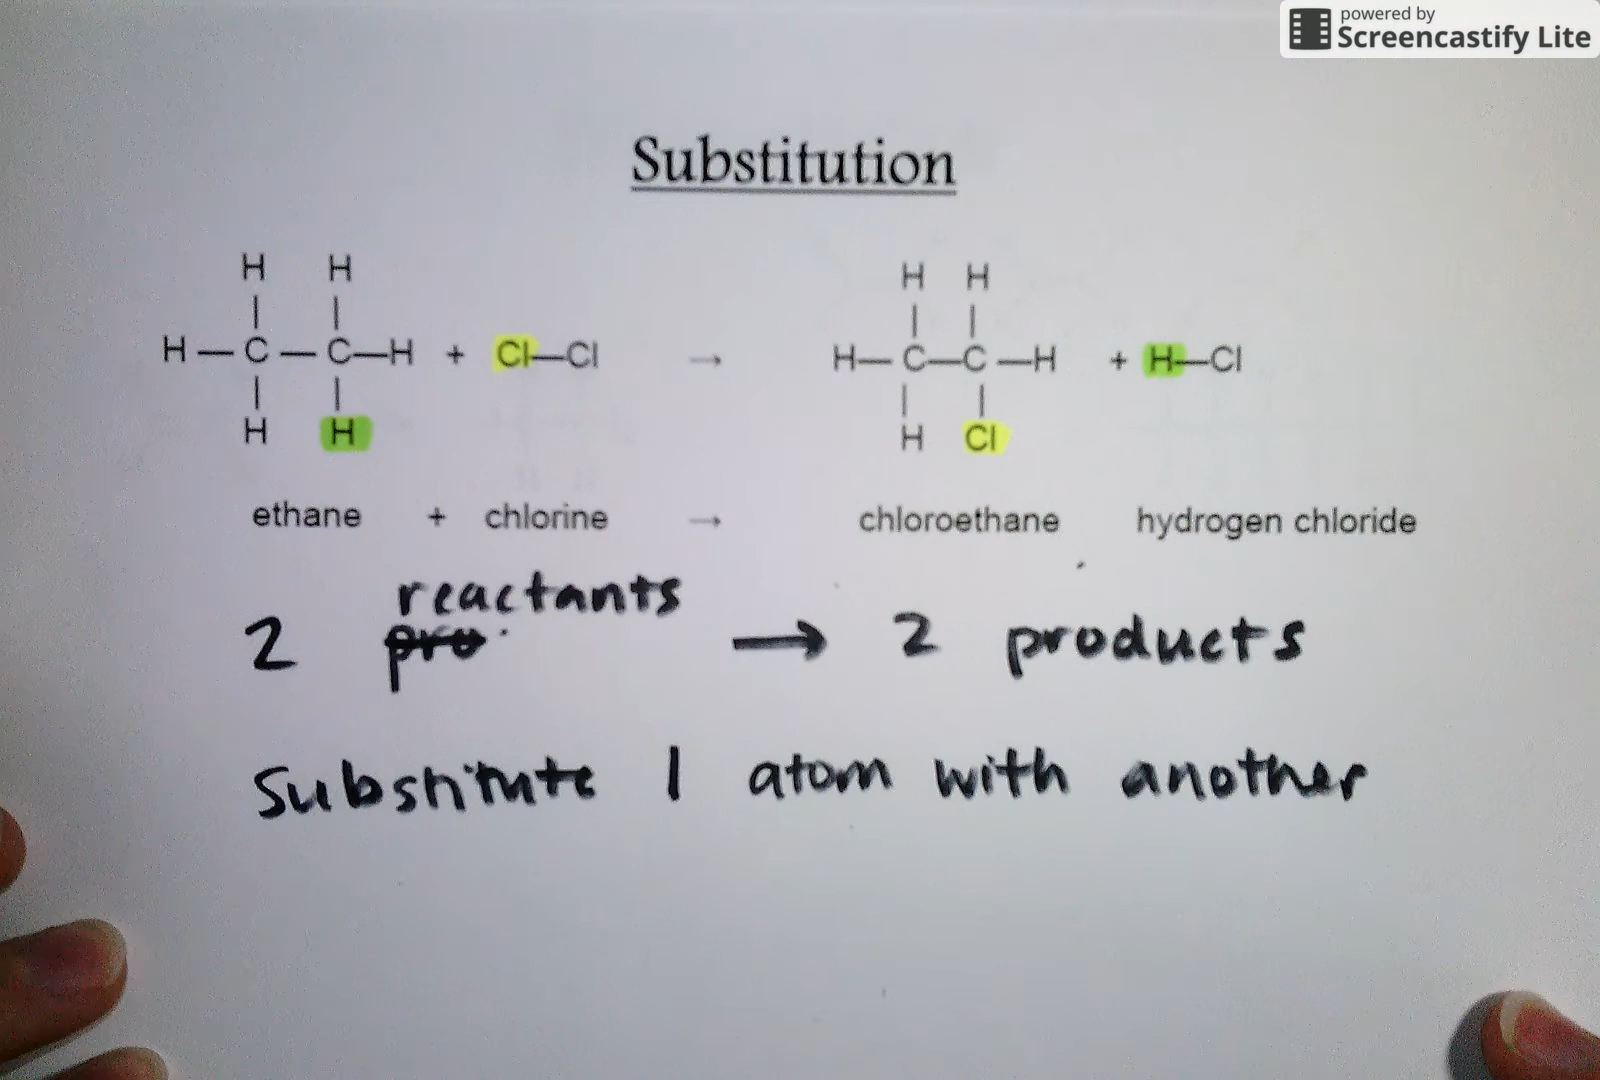 powered by
Screencastify Lite
Substitution
H H H H
H — C — C — H + Cl — Cl → H — C — C — H + H — Cl
H H H Cl
ethane + chlorine → chloroethane hydrogen chloride
reactants
2 pro → 2 products
Substitute 1 atom with another